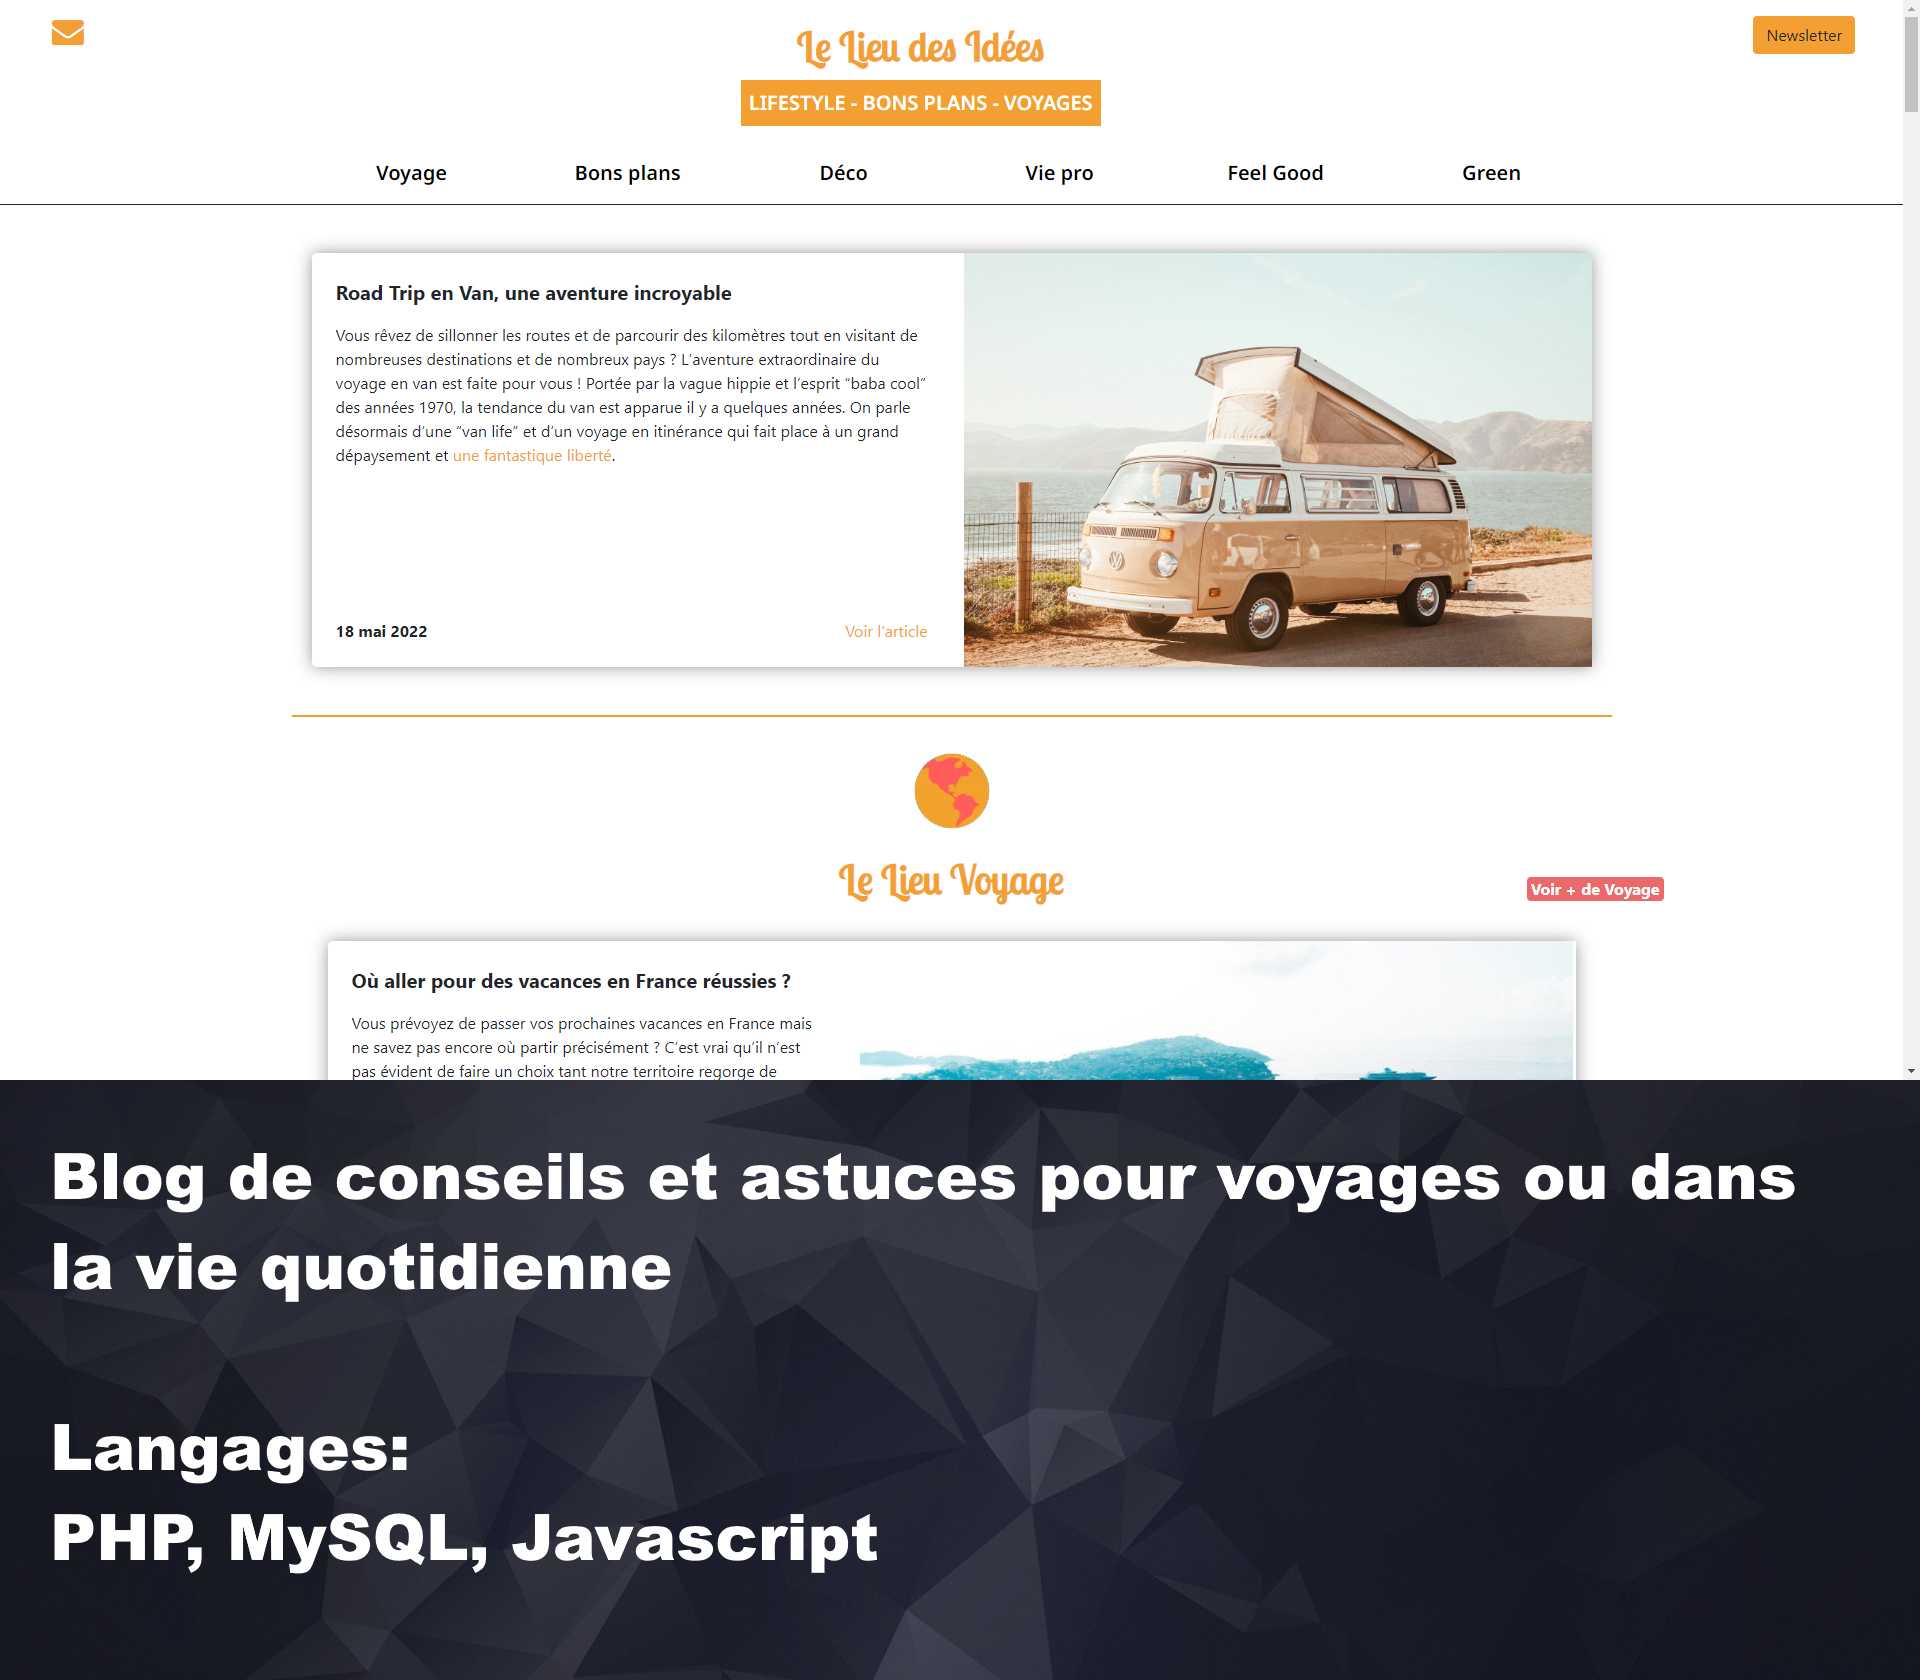 Le Lieu des Idées
Newsletter
LIFESTYLE - BONS PLANS - VOYAGES
Voyage
Bons plans
Déco
Vie pro
Feel Good
Green
Road Trip en Van, une aventure incroyable
Vous rêvez de sillonner les routes et de parcourir des kilomètres tout en visitant de
nombreuses destinations et de nombreux pays ? L’aventure extraordinaire du
voyage en van est faite pour vous ! Portée par la vague hippie et l’esprit “baba cool”
des années 1970, la tendance du van est apparue il y a quelques années. On parle
désormais d’une “van life” et d’un voyage en itinérance qui fait place à un grand
dépaysement et une fantastique liberté.
18 mai 2022
Voir l'article
Le Lieu Voyage
Voir + de Voyage
Où aller pour des vacances en France réussies ?
Vous prévoyez de passer vos prochaines vacances en France mais
ne savez pas encore où partir précisément ? C’est vrai qu’il n’est
pas évident de faire un choix tant notre territoire regorge de
Blog de conseils et astuces pour voyages ou dans
la vie quotidienne
Langages:
PHP, MySQL, Javascript